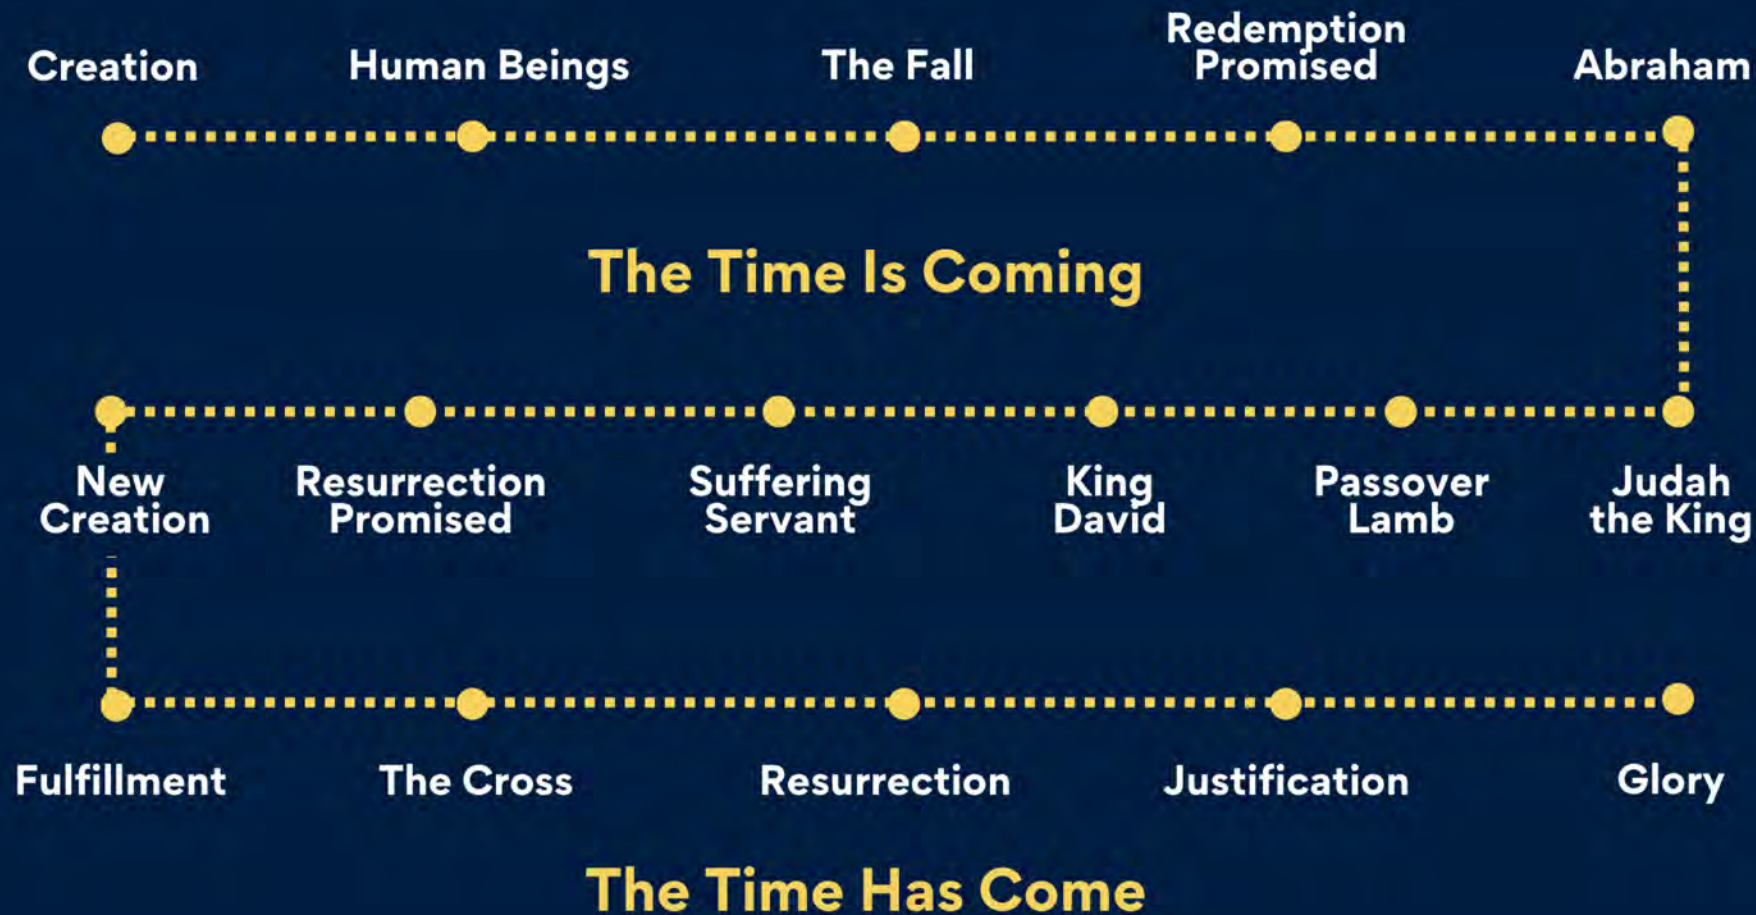 Creation
Human Beings
The Fall
Redemption
Promised
Abraham
The Time Is Coming
New
Creation
Resurrection
Promised
Suffering
Servant
King
David
Passover
Lamb
Judah
the King
Fulfillment
The Cross
Resurrection
Justification
Glory
The Time Has Come